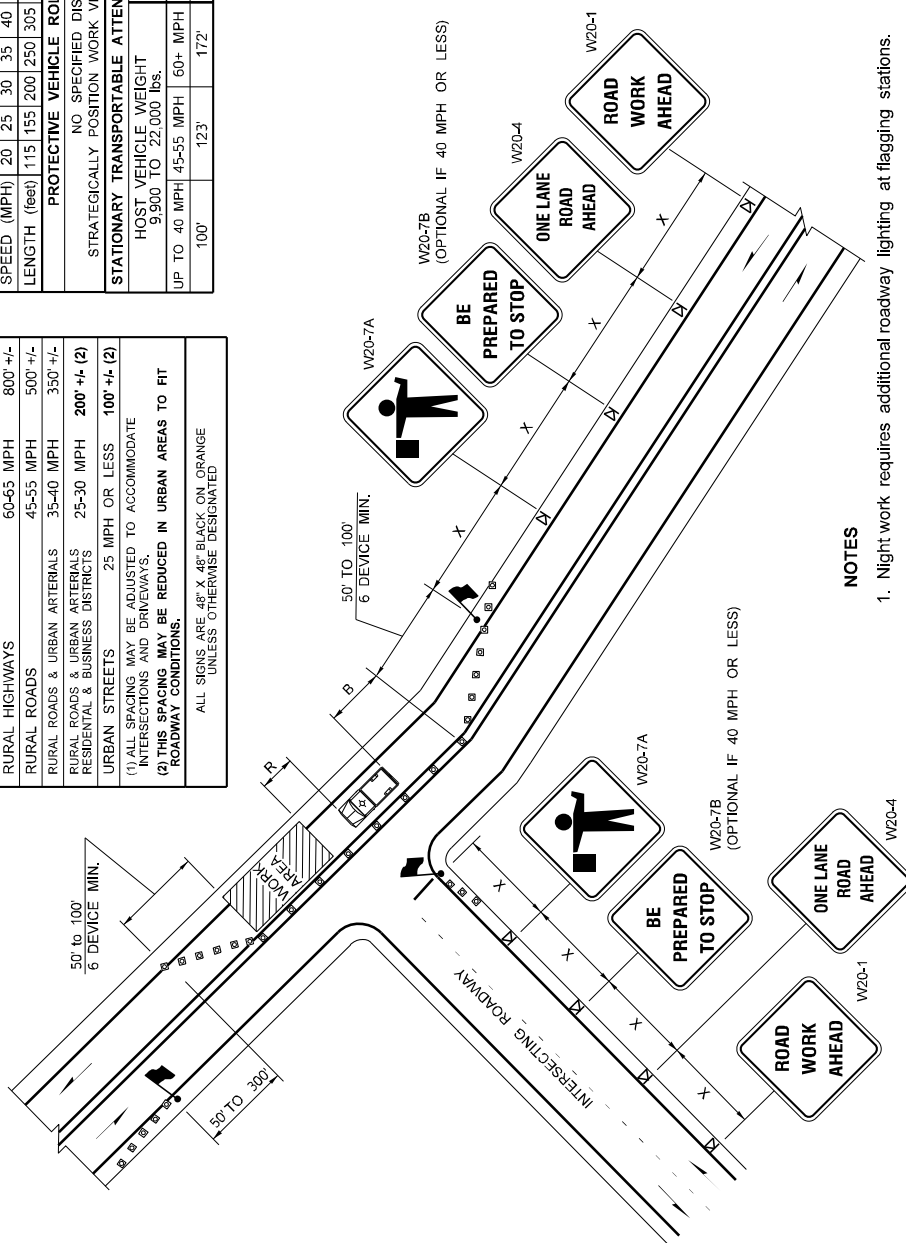 SPEED (MPH) 20 25 30 35 40
LENGTH (feet) 115 155 200 250 305
PROTECTIVE VEHICLE
NO SPECIFIED
STRATEGICALLY POSITION WORK
STATIONARY TRANSPORTABLE
HOST VEHICLE WEIGHT
9,900 TO 22,000 lbs.
UP TO 40 MPH 45-55 MPH 60+ MPH
100' 123' 172'
RURAL HIGHWAYS 60-65 MPH 800' +/-
RURAL ROADS 45-55 MPH 500' +/-
RURAL ROADS & URBAN ARTERIALS 35-40 MPH 350' +/-
RURAL ROADS & URBAN ARTERIALS
RESIDENTIAL & BUSINESS DISTRICTS 25-30 MPH 200' +/- (2)
URBAN STREETS 25 MPH OR LESS 100' +/- (2)
(1) ALL SPACING MAY BE ADJUSTED TO ACCOMMODATE
INTERSECTIONS AND DRIVEWAYS.
(2) THIS SPACING MAY BE REDUCED IN URBAN AREAS TO FIT
ROADWAY CONDITIONS.
ALL SIGNS ARE 48" X 48" BLACK ON ORANGE
UNLESS OTHERWISE DESIGNATED
50' to 100'
6 DEVICE MIN.
R
WORK
AREA
B
50' TO 100'
6 DEVICE MIN.
50' TO 300'
W20-7A
W20-7B
(OPTIONAL IF 40 MPH OR LESS)
BE
PREPARED
TO STOP
W20-4
ONE LANE
ROAD
AHEAD
W20-1
ROAD
WORK
AHEAD
X
X
X
X
INTERSECTING ROADWAY
X
X
X
X
W20-7A
W20-7B
(OPTIONAL IF 40 MPH OR LESS)
BE
PREPARED
TO STOP
ONE LANE
ROAD
AHEAD
W20-4
ROAD
WORK
AHEAD
W20-1
NOTES
1. Night work requires additional roadway lighting at flagging stations.